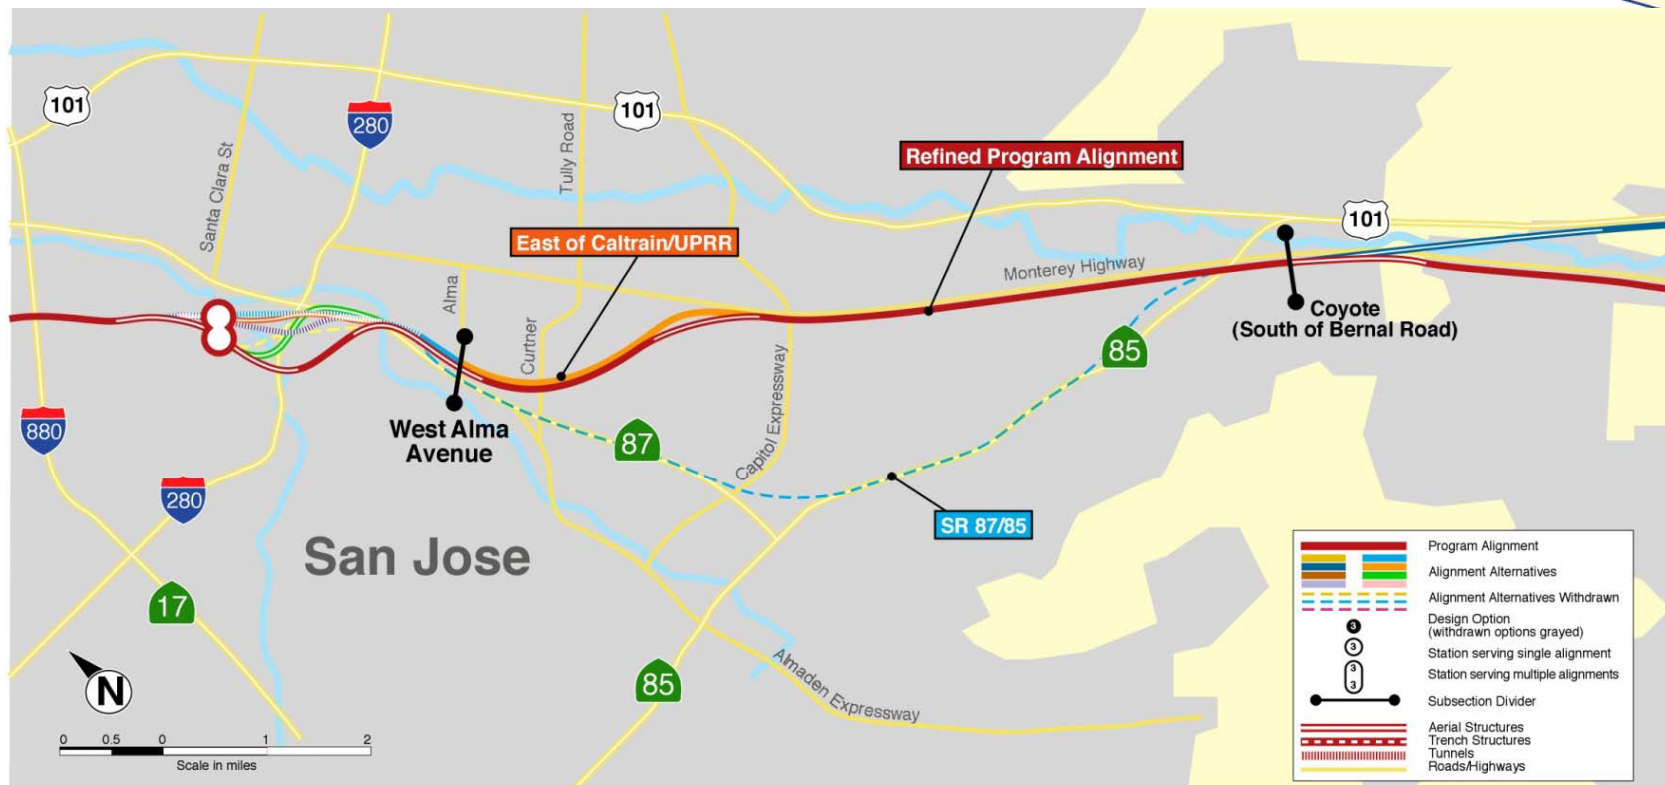 101
280
Santa Clara St
Tully Road
101
Refined Program Alignment
East of Caltrain/UPRR
101
Monterey Highway
Alma
Curtner
Coyote
(South of Bernal Road)
85
880
West Alma
Avenue
87
Capitol Expressway
280
SR 87/85
San Jose
17
85
Almaden Expressway
N
0 0.5 0 1 2
Scale in miles
Program Alignment
Alignment Alternatives
Alignment Alternatives Withdrawn
3
Design Option
(withdrawn options grayed)
3
Station serving single alignment
3
3
Station serving multiple alignments
Subsection Divider
Aerial Structures
Trench Structures
Tunnels
Roads/Highways